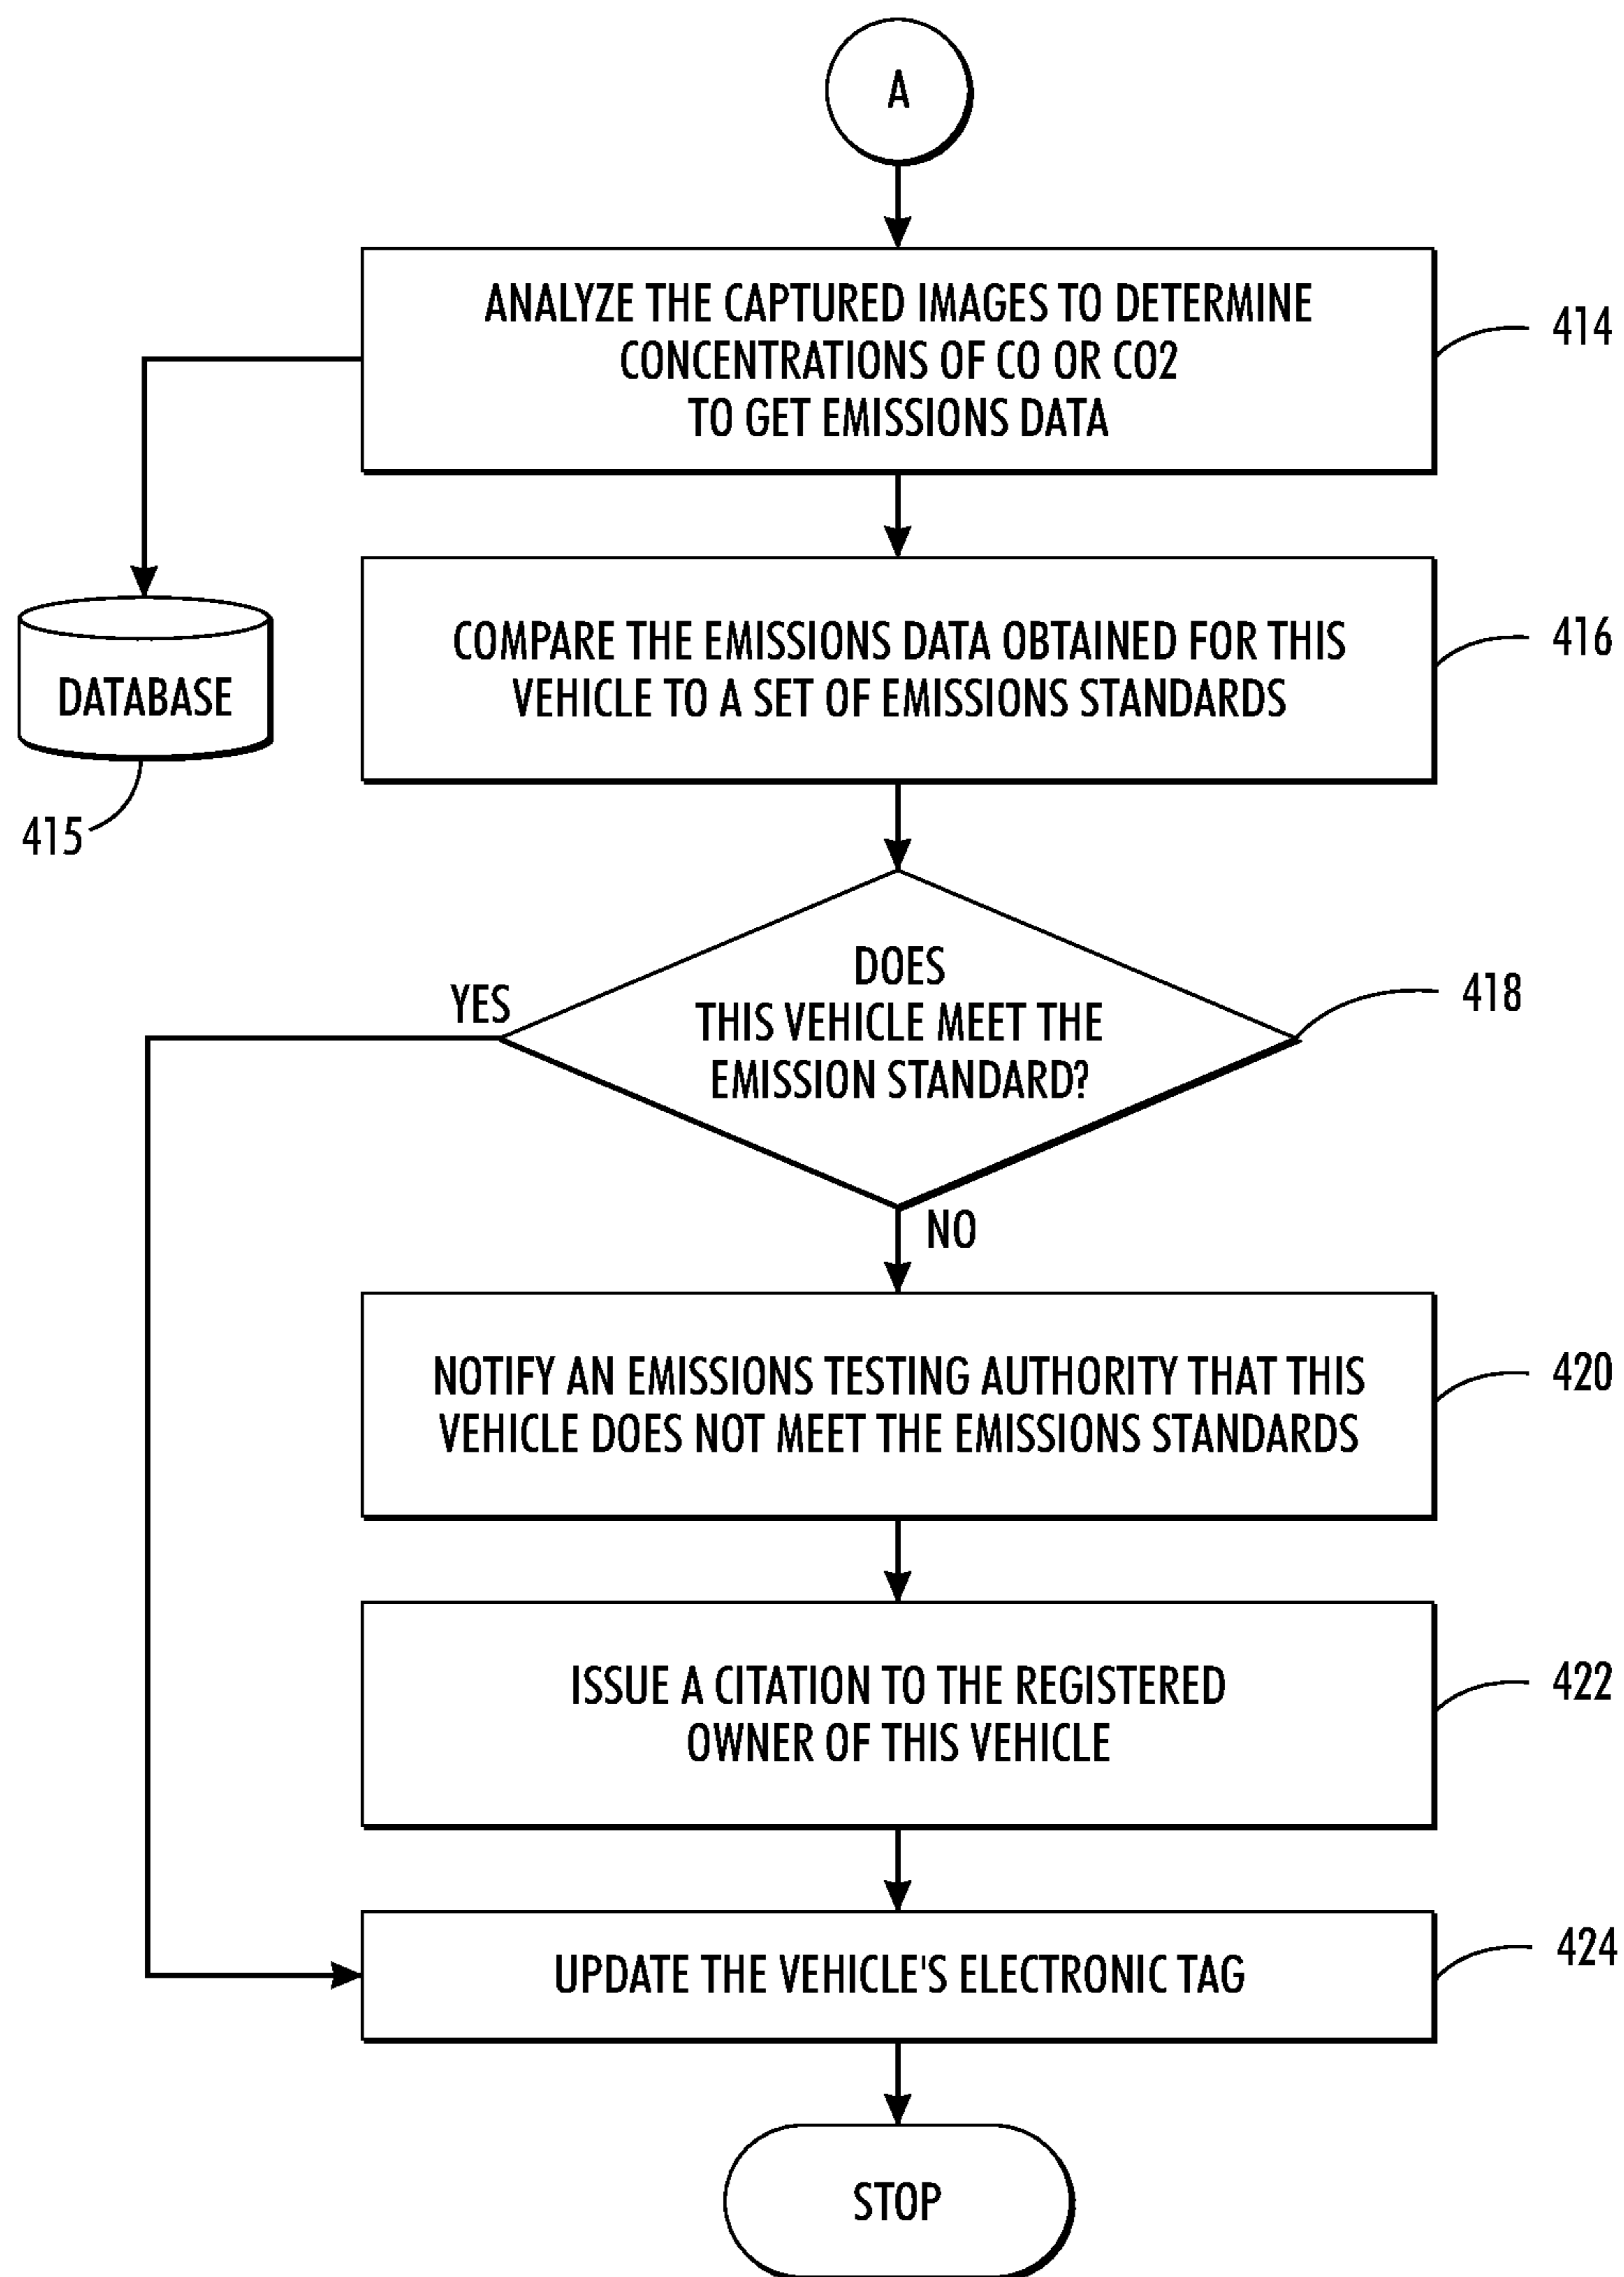 A
ANALYZE THE CAPTURED IMAGES TO DETERMINE
CONCENTRATIONS OF CO OR CO2
TO GET EMISSIONS DATA
414
COMPARE THE EMISSIONS DATA OBTAINED FOR THIS
VEHICLE TO A SET OF EMISSIONS STANDARDS
416
DATABASE
415
DOES
THIS VEHICLE MEET THE
EMISSION STANDARD?
418
YES
NO
NOTIFY AN EMISSIONS TESTING AUTHORITY THAT THIS
VEHICLE DOES NOT MEET THE EMISSIONS STANDARDS
420
ISSUE A CITATION TO THE REGISTERED
OWNER OF THIS VEHICLE
422
UPDATE THE VEHICLE'S ELECTRONIC TAG
424
STOP